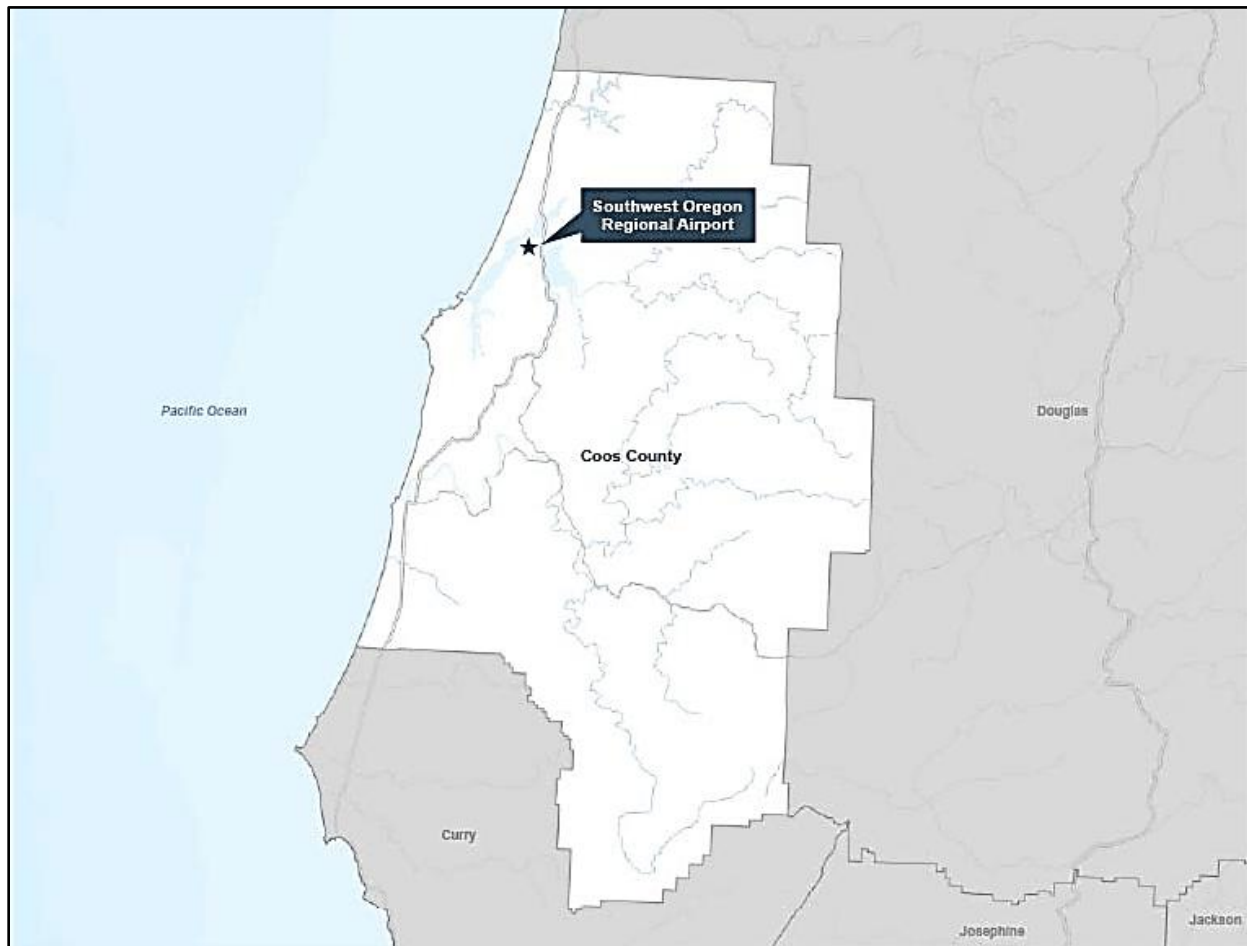 Southwest Oregon
Regional Airport
Pacific Ocean
Douglas
Coos County
Curry
Jackson
Josephine